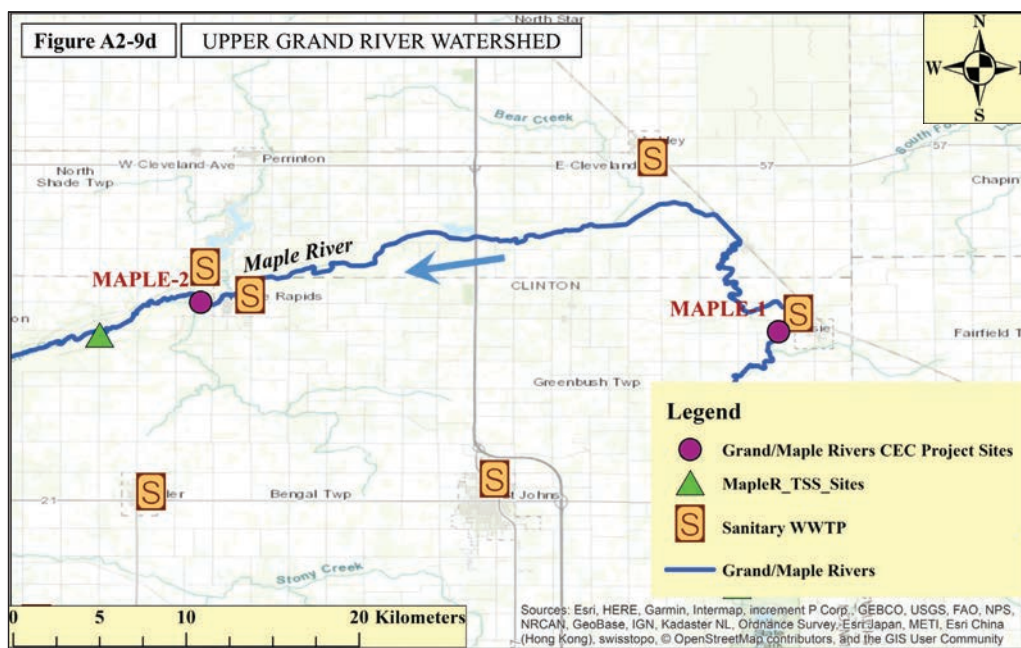 Figure A2-9d
UPPER GRAND RIVER WATERSHED
North Star
N
W
S
Bear Creek
W Cleveland Ave
Perrinton
E-Cleveland
S
57
South
57
North
Shade Twp
Chapin
Maple River
MAPLE-2
S
S
Rapids
CLINTON
MAPLE-1
S
Fairfield T
Greenbush Twp
Legend
Grand/Maple Rivers CEC Project Sites
MapleR_TSS_Sites
S Sanitary WWTP
Grand/Maple Rivers
21
S
Bengal Twp
S
St Johns
Stony Creek
0 5 10 20 Kilometers
Sources: Esri, HERE, Garmin, Intermap, increment P Corp., GEBCO, USGS, FAO, NPS,
NRCAN, GeoBase, IGN, Kadaster NL, Ordnance Survey, Esri Japan, METI, Esri China
(Hong Kong), swisstopo, © OpenStreetMap contributors, and the GIS User Community